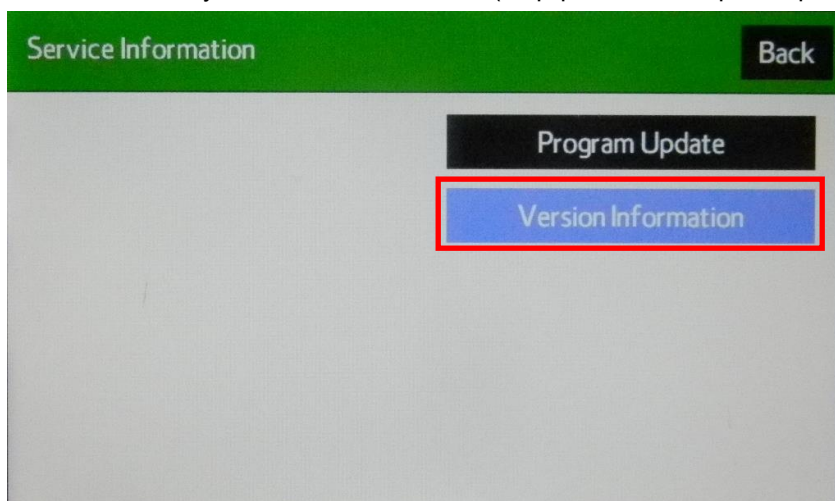 Service Information
Back
Program Update
Version Information